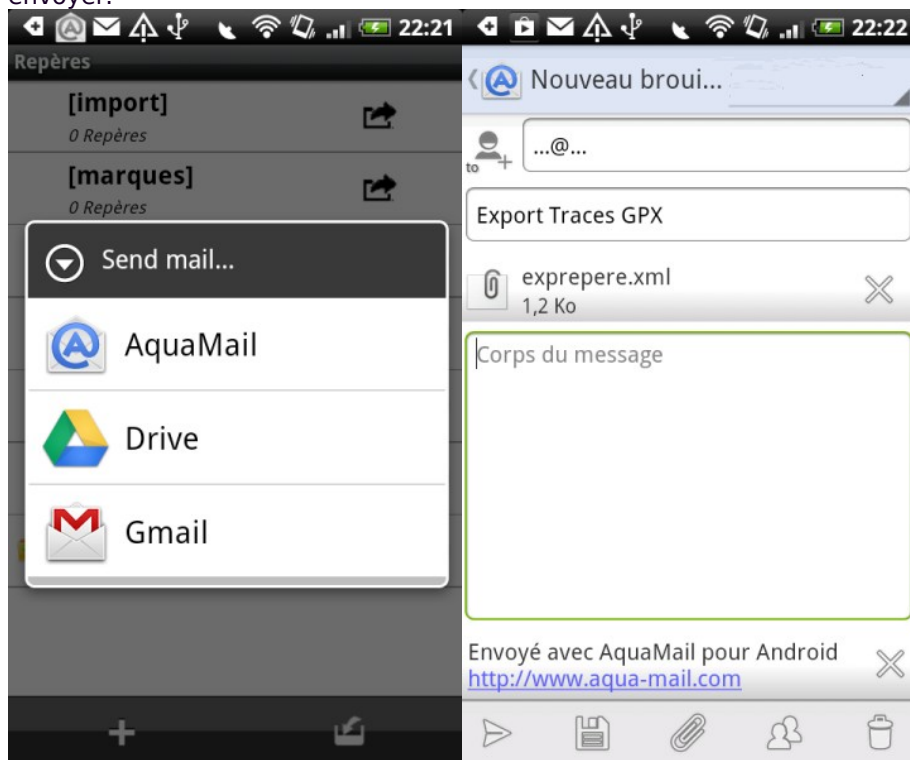 envoyer.
22:21
Repères
[import]
0 Repères
[marques]
0 Repères
Send mail...
AquaMail
Drive
Gmail
22:22
Nouveau broui...
to
...@...
Export Traces GPX
exprepere.xml
1,2 Ko
Corps du message
Envoyé avec AquaMail pour Android
http://www.aqua-mail.com